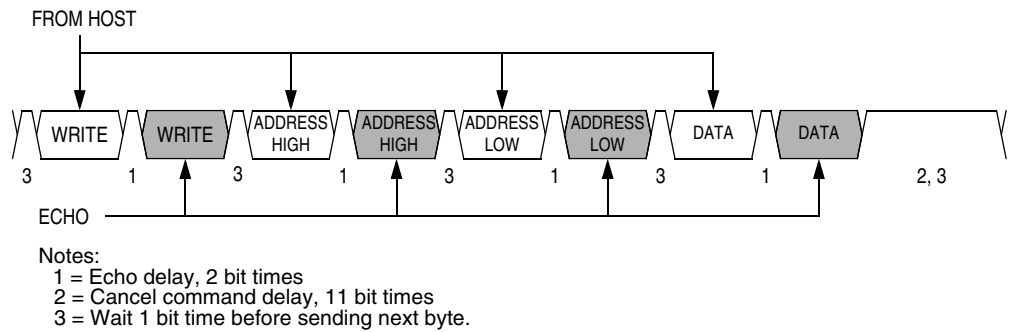 FROM HOST
WRITE WRITE ADDRESS HIGH ADDRESS HIGH ADDRESS LOW ADDRESS LOW DATA DATA
3 1 3 1 3 1 3 1 2, 3
ECHO
Notes:
1 = Echo delay, 2 bit times
2 = Cancel command delay, 11 bit times
3 = Wait 1 bit time before sending next byte.